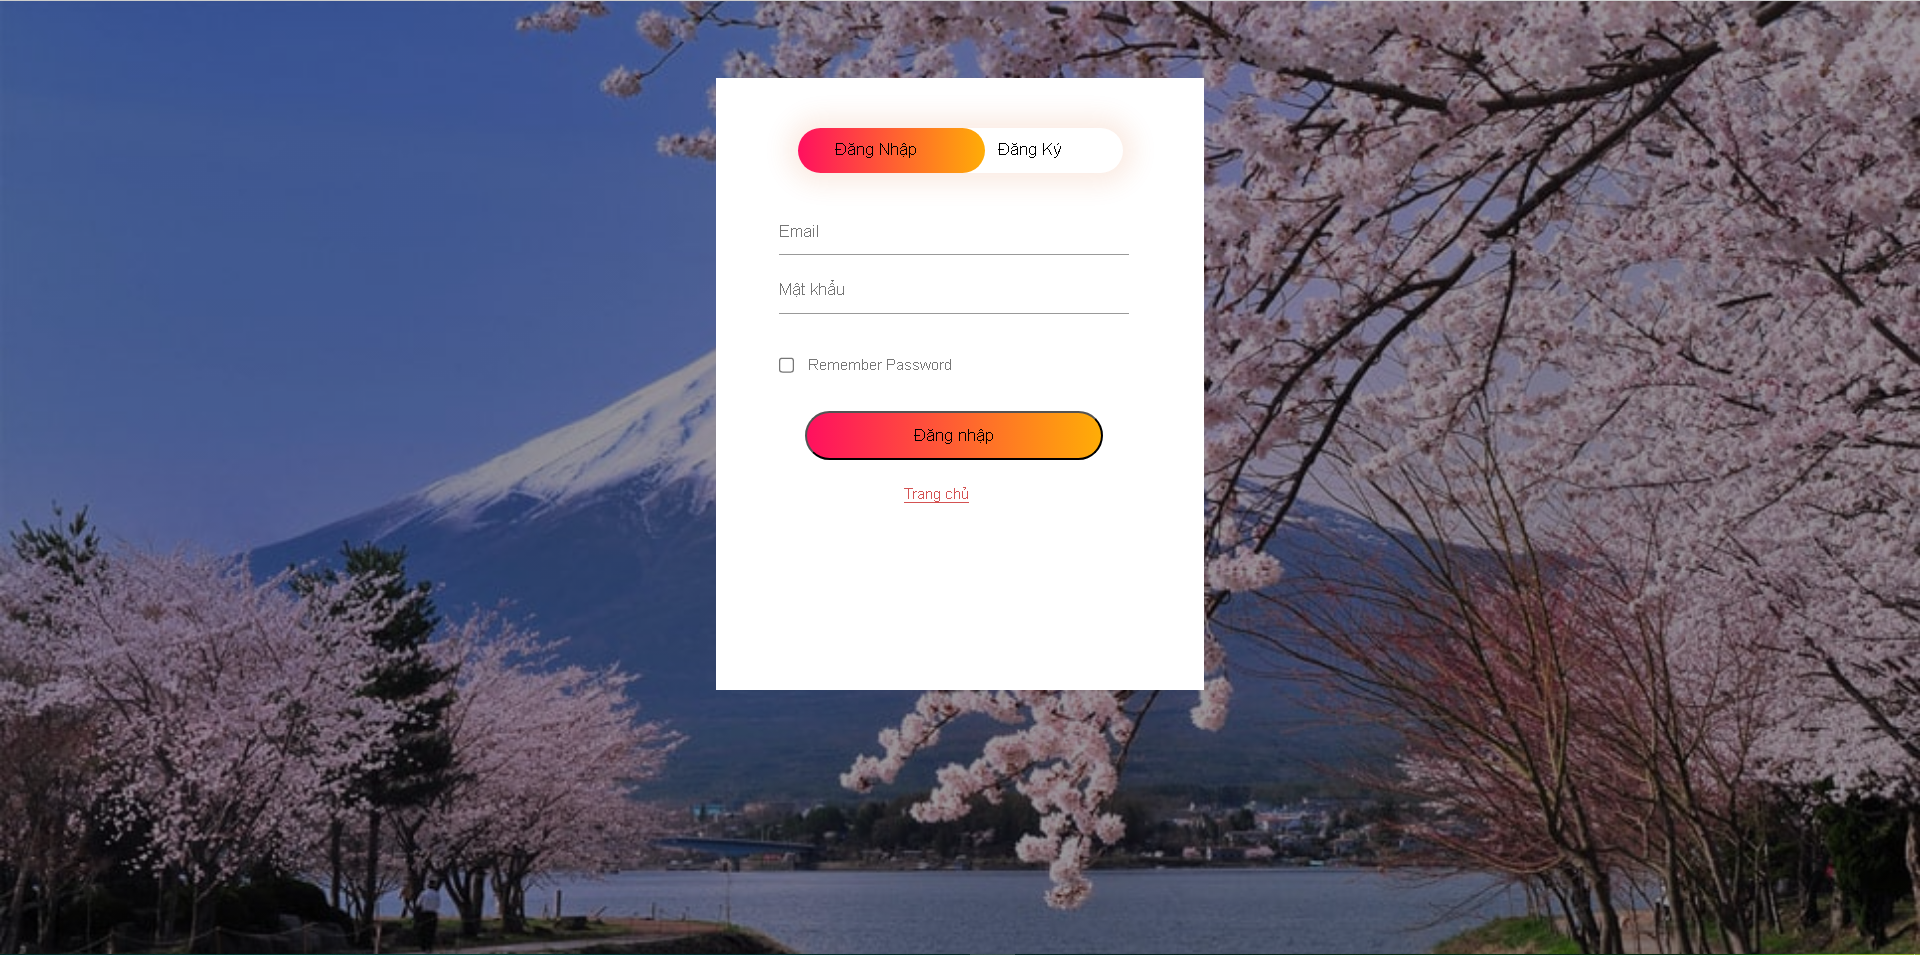 Đăng Nhập Đăng Ký
Email
Mật khẩu
Remember Password
Đăng nhập
Trang chủ